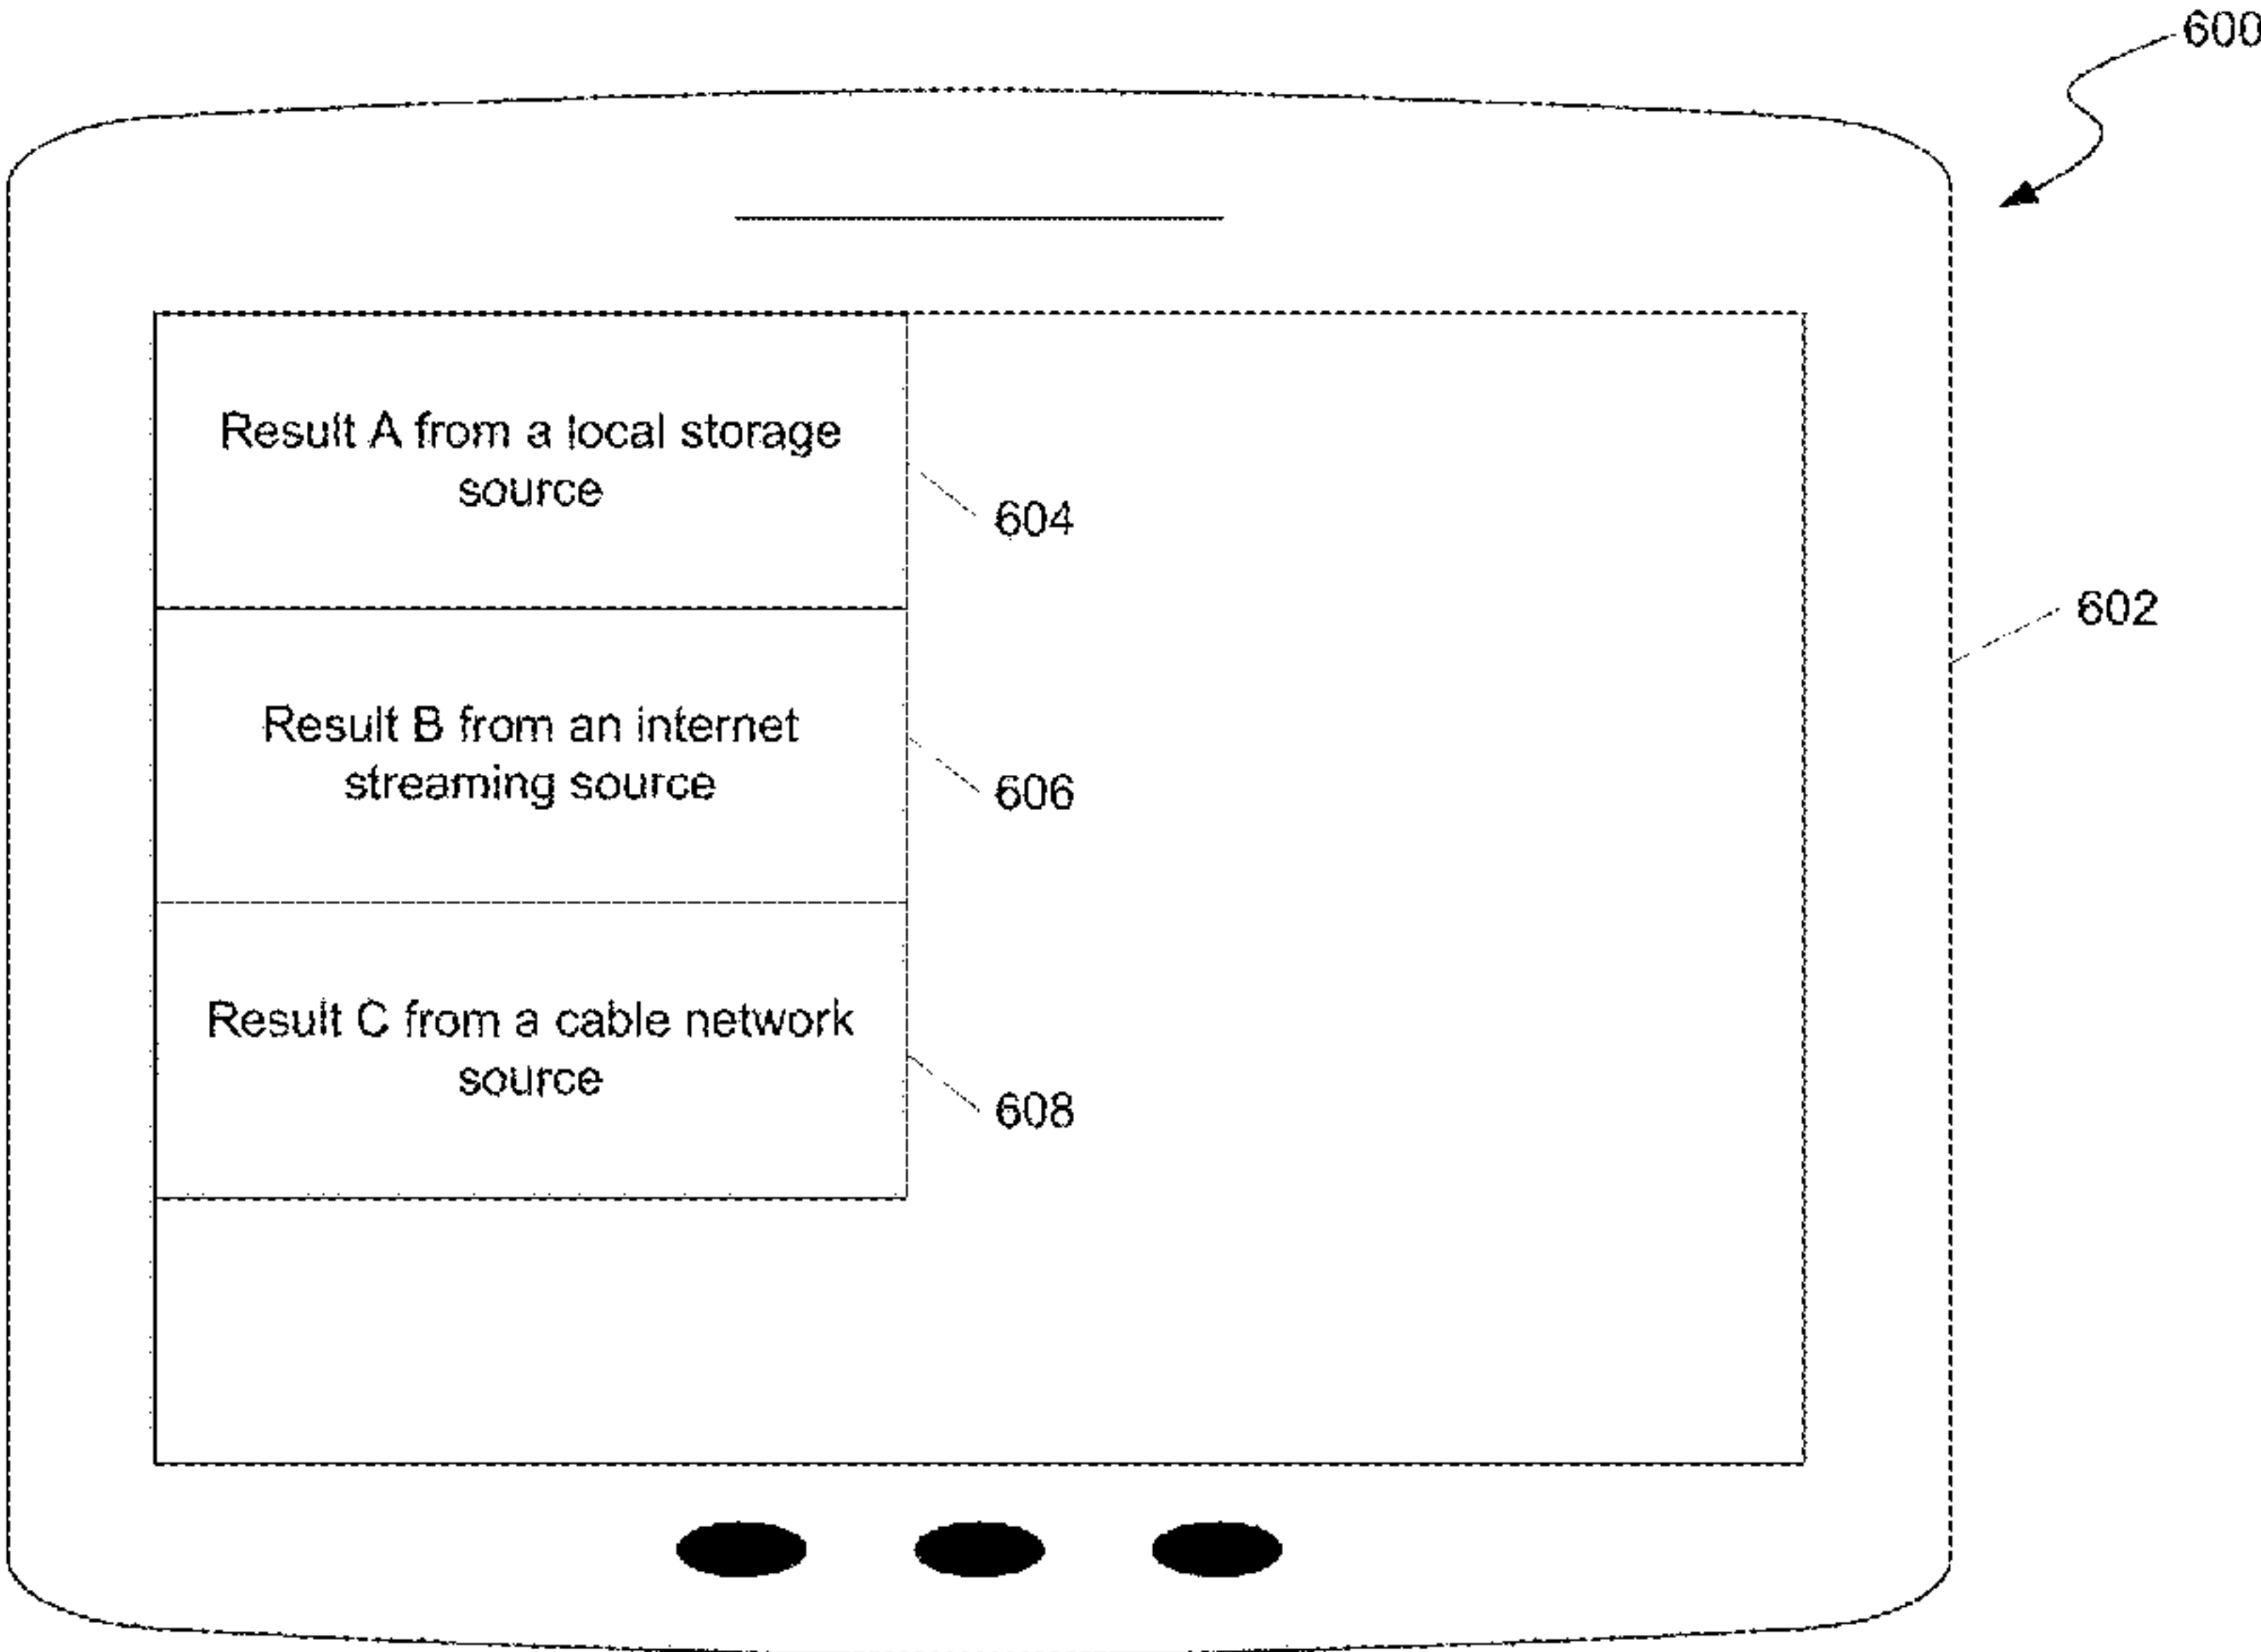 600
Result A from a local storage
source
604
602
Result B from an internet
streaming source
606
Result C from a cable network
source
608